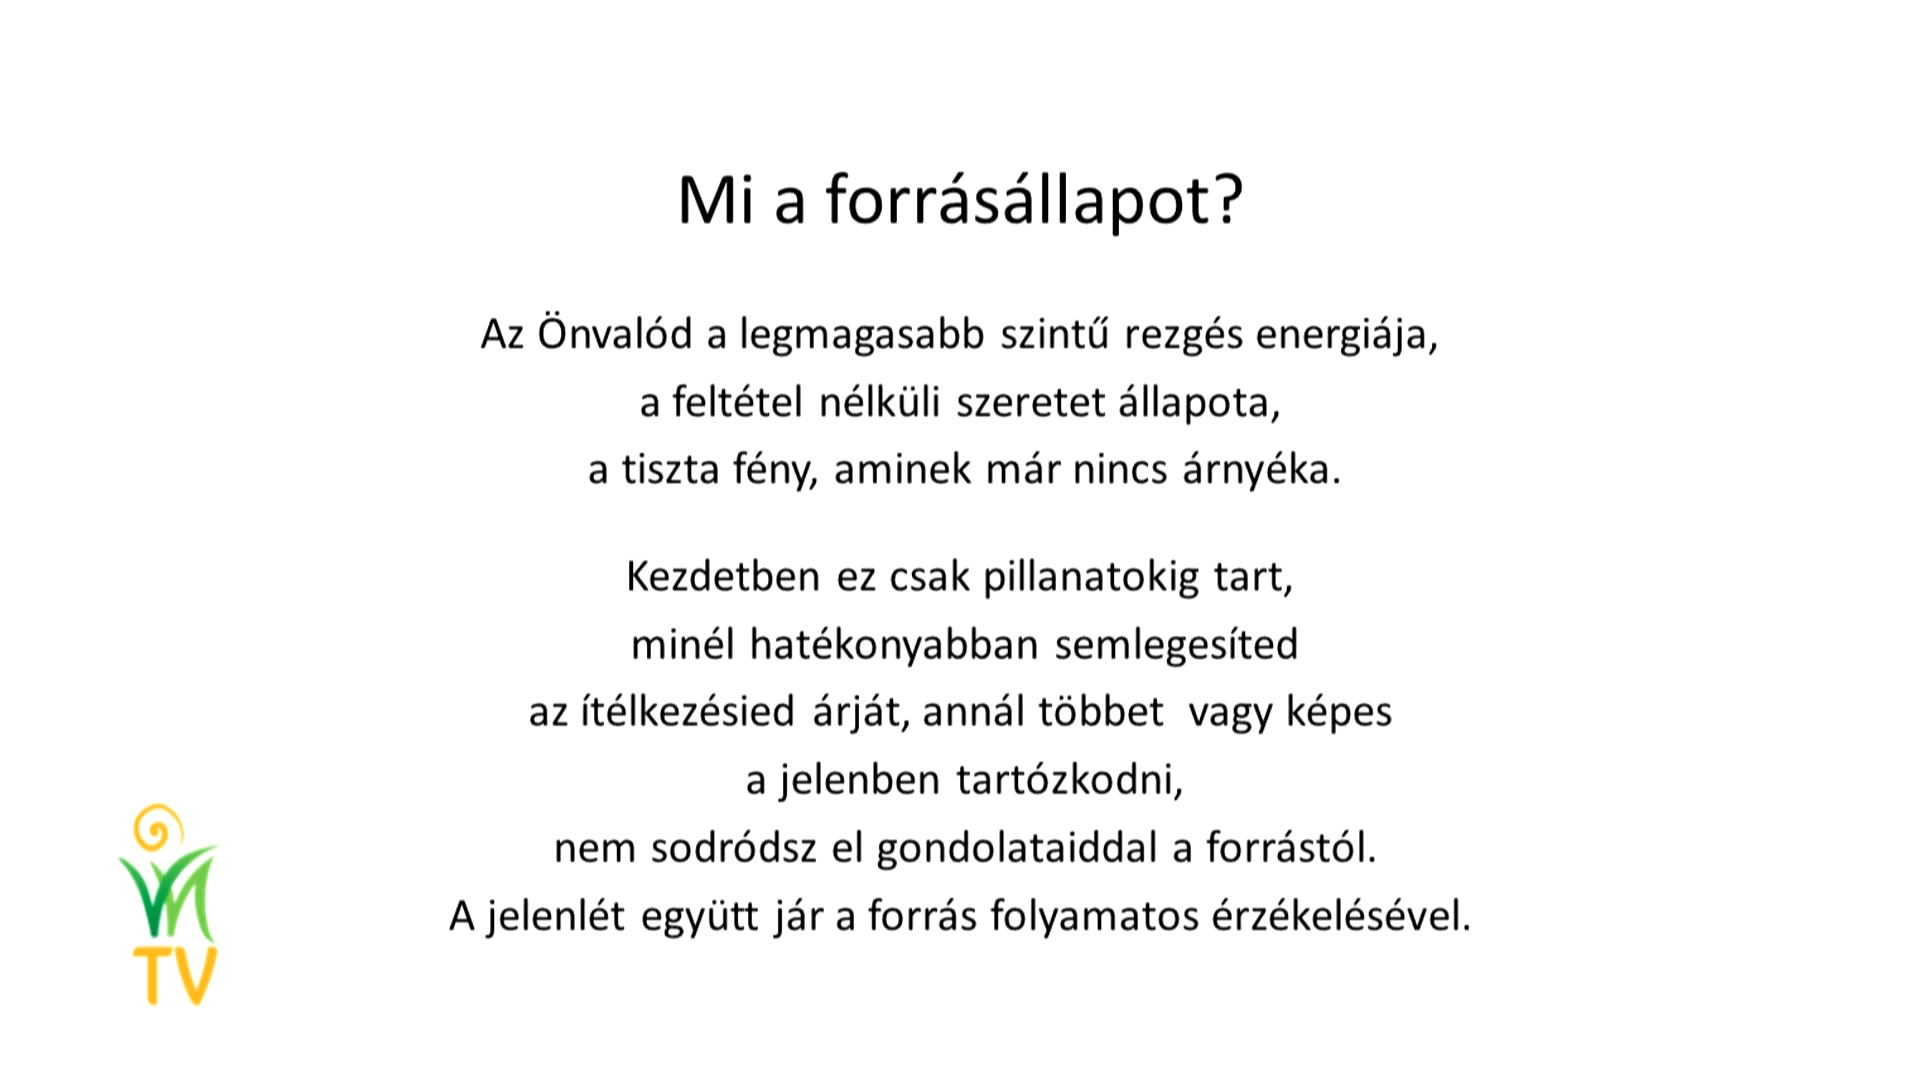 Mi a forrásállapot?
Az Önvalód a legmagasabb szintű rezgés energiája,
a feltétel nélküli szeretet állapota,
a tiszta fény, aminek már nincs árnyéka.
Kezdetben ez csak pillanatokig tart,
minél hatékonyabban semlegesíted
az ítélkezésied árját, annál többet  vagy képes
a jelenben tartózkodni,
nem sodródsz el gondolataiddal a forrástól.
A jelenlét együtt jár a forrás folyamatos érzékelésével.
TV